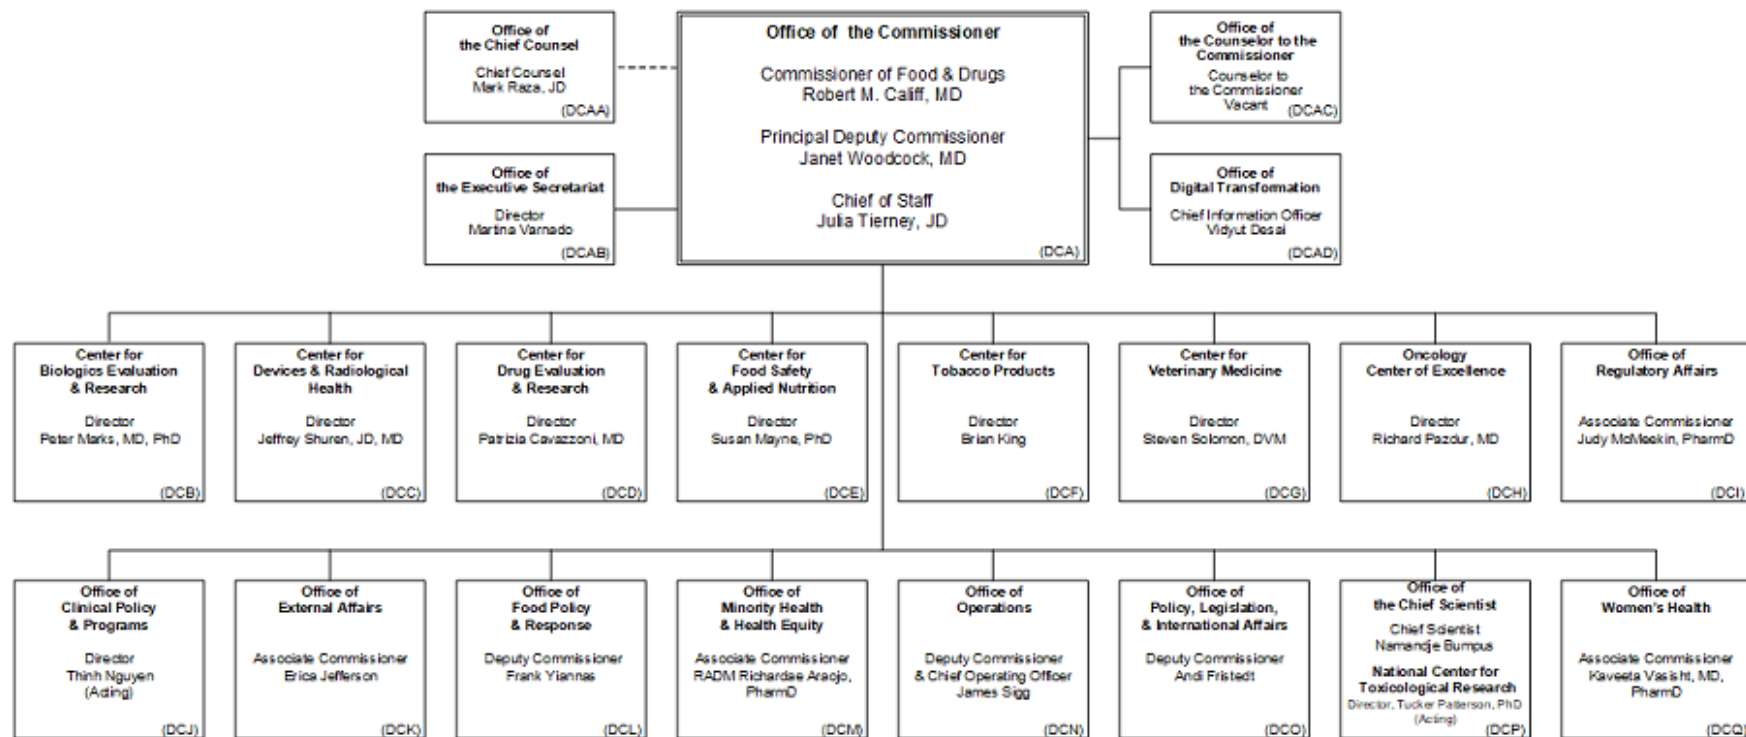 Office of
the Chief Counsel
Chief Counsel
Mark Raza, JD
(DCAA)
Office of the Commissioner
Commissioner of Food & Drugs
Robert M. Califf, MD
Principal Deputy Commissioner
Janet Woodcock, MD
Chief of Staff
Julia Tierney, JD
(DCA)
Office of
the Counselor to the
Commissioner
Counselor to
the Commissioner
Vacant
(DCAC)
Office of
the Executive Secretariat
Director
Martina Varnado
(DCAB)
Office of
Digital Transformation
Chief Information Officer
Vidyut Desai
(DCAD)
Center for
Biologics Evaluation
& Research
Director
Peter Marks, MD, PhD
(DCB)
Center for
Devices & Radiological
Health
Director
Jeffrey Shuren, JD, MD
(DCC)
Center for
Drug Evaluation
& Research
Director
Patrizia Cavazzoni, MD
(DCD)
Center for
Food Safety
& Applied Nutrition
Director
Susan Mayne, PhD
(DCE)
Center for
Tobacco Products
Director
Brian King
(DCF)
Center for
Veterinary Medicine
Director
Steven Solomon, DVM
(DCG)
Oncology
Center of Excellence
Director
Richard Pazdur, MD
(DCH)
Office of
Regulatory Affairs
Associate Commissioner
Judy McMeekin, PharmD
(DCI)
Office of
Clinical Policy
& Programs
Director
Thinh Nguyen
(Acting)
(DCJ)
Office of
External Affairs
Associate Commissioner
Erica Jefferson
(DCK)
Office of
Food Policy
& Response
Deputy Commissioner
Frank Yiannas
(DCL)
Office of
Minority Health
& Health Equity
Associate Commissioner
RADM Richardae Araojo,
PharmD
(DCM)
Office of
Operations
Deputy Commissioner
& Chief Operating Officer
James Sigg
(DCN)
Office of
Policy, Legislation,
& International Affairs
Deputy Commissioner
Andi Fristedt
(DCO)
Office of
the Chief Scientist
Chief Scientist
Namandje Bumpus
National Center for
Toxicological Research
Director, Tucker Patterson, PhD
(Acting)
(DCP)
Office of
Women's Health
Associate Commissioner
Kaveeta Vasisht, MD,
PharmD
(DCQ)